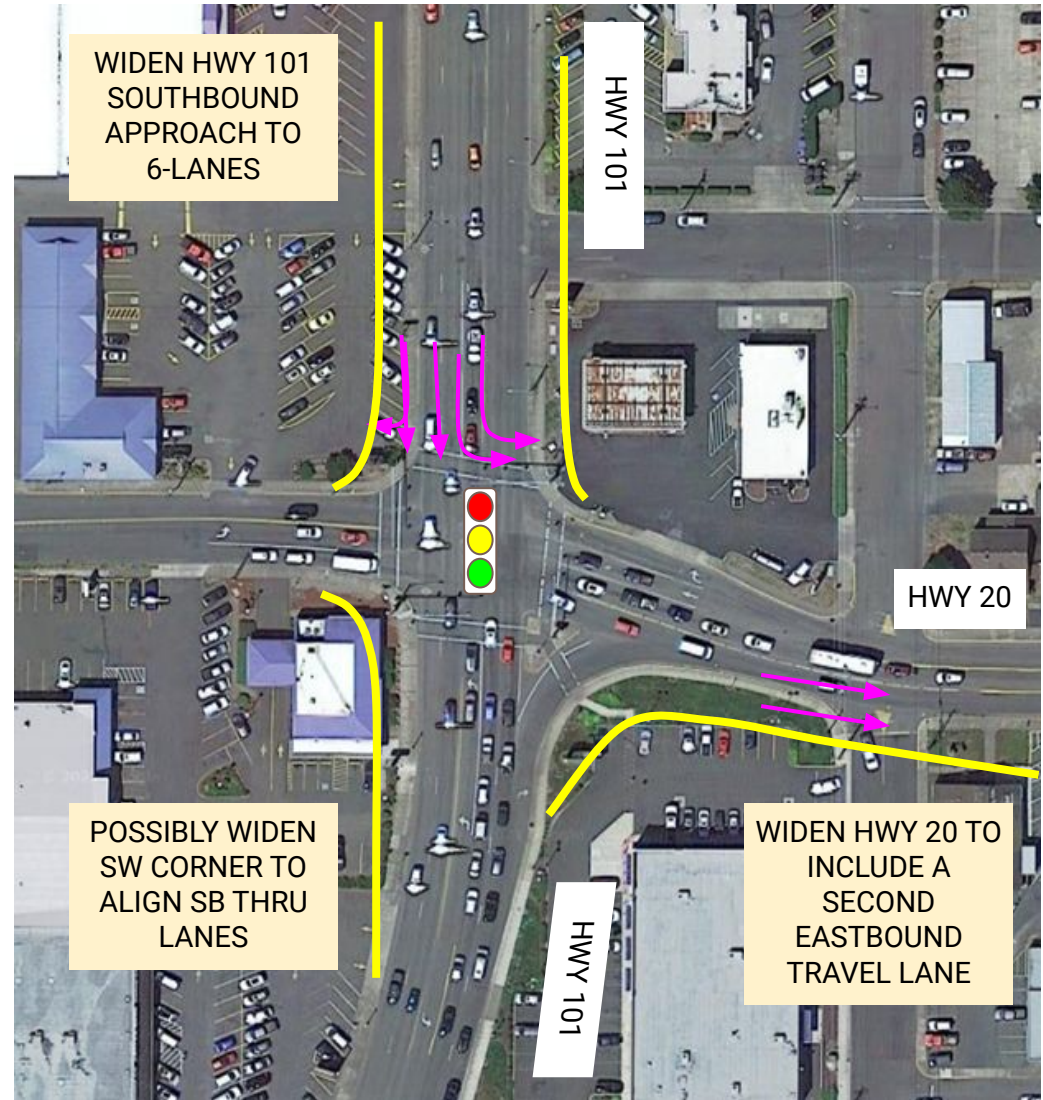 WIDEN HWY 101
SOUTHBOUND
APPROACH TO
6-LANES
HWY 101
HWY 20
POSSIBLY WIDEN
SW CORNER TO
ALIGN SB THRU
LANES
HWY 101
WIDEN HWY 20 TO
INCLUDE A
SECOND
EASTBOUND
TRAVEL LANE